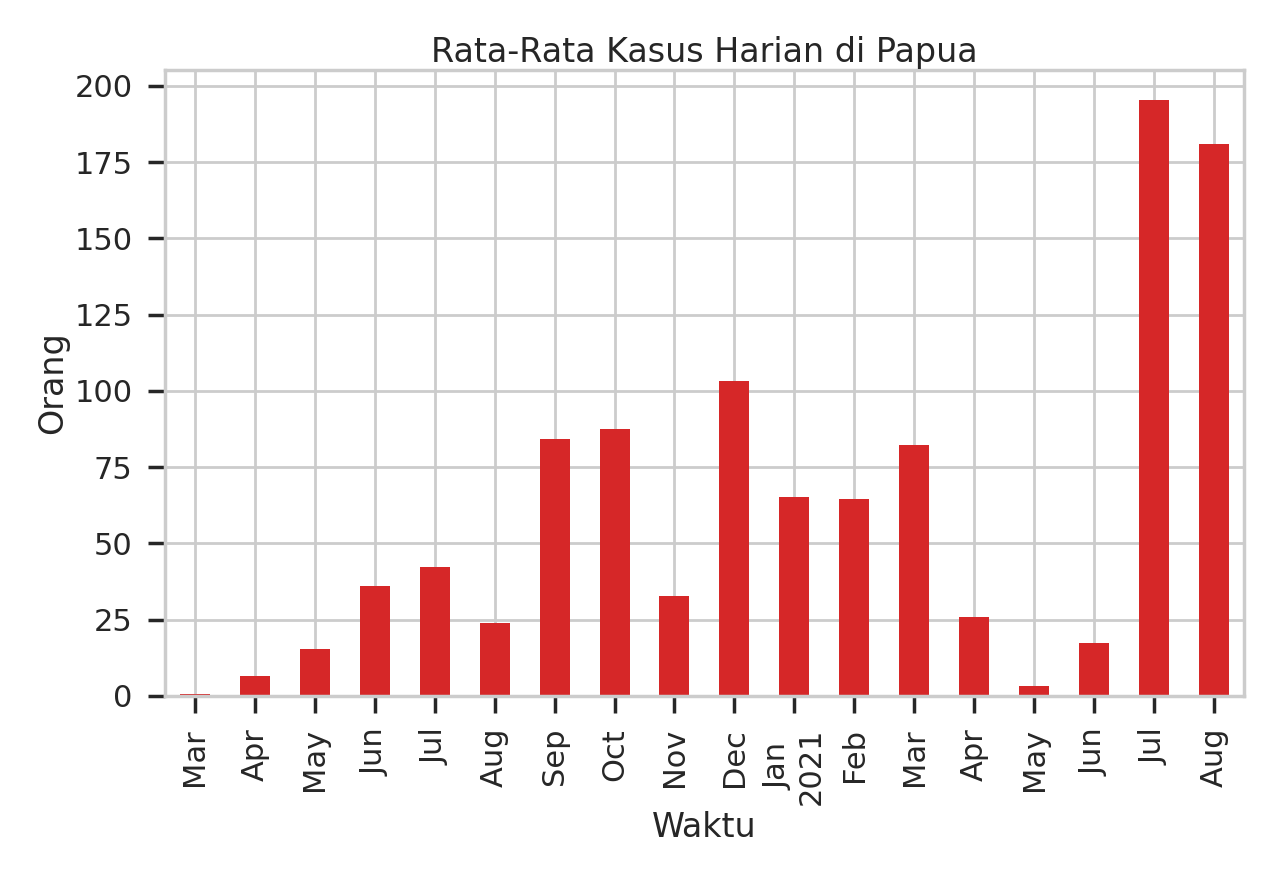 Rata-Rata Kasus Harian di Papua
200
175
150
125
100
75
50
25
0
Orang
Mar
Apr
May
Jun
Jul
Aug
Sep
Oct
Nov
Dec
Jan
2021
Feb
Mar
Apr
May
Jun
Jul
Aug
Waktu